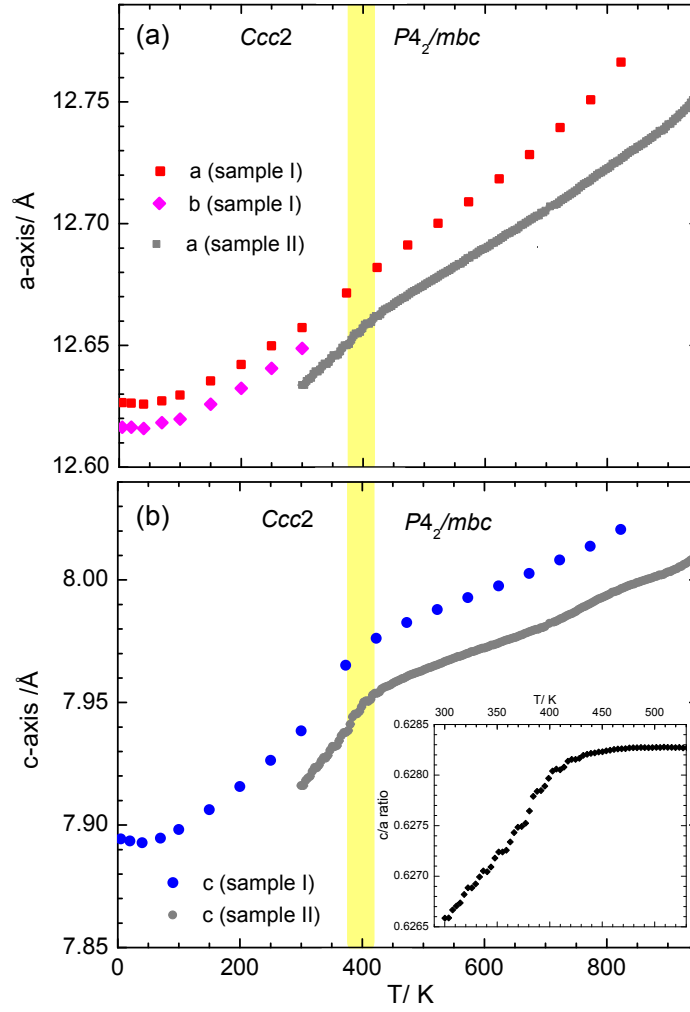 (a)
Ccc2
P4₂/mbc
12.75
12.70
12.65
12.60
a-axis/ Å
a (sample I)
b (sample I)
a (sample II)
(b)
Ccc2
P4₂/mbc
8.00
7.95
7.90
7.85
c-axis /Å
c (sample I)
c (sample II)
T/ K
300 350 400 450 500
0.6285
0.6280
0.6275
0.6270
0.6265
c/a ratio
0 200 400 600 800
T/ K